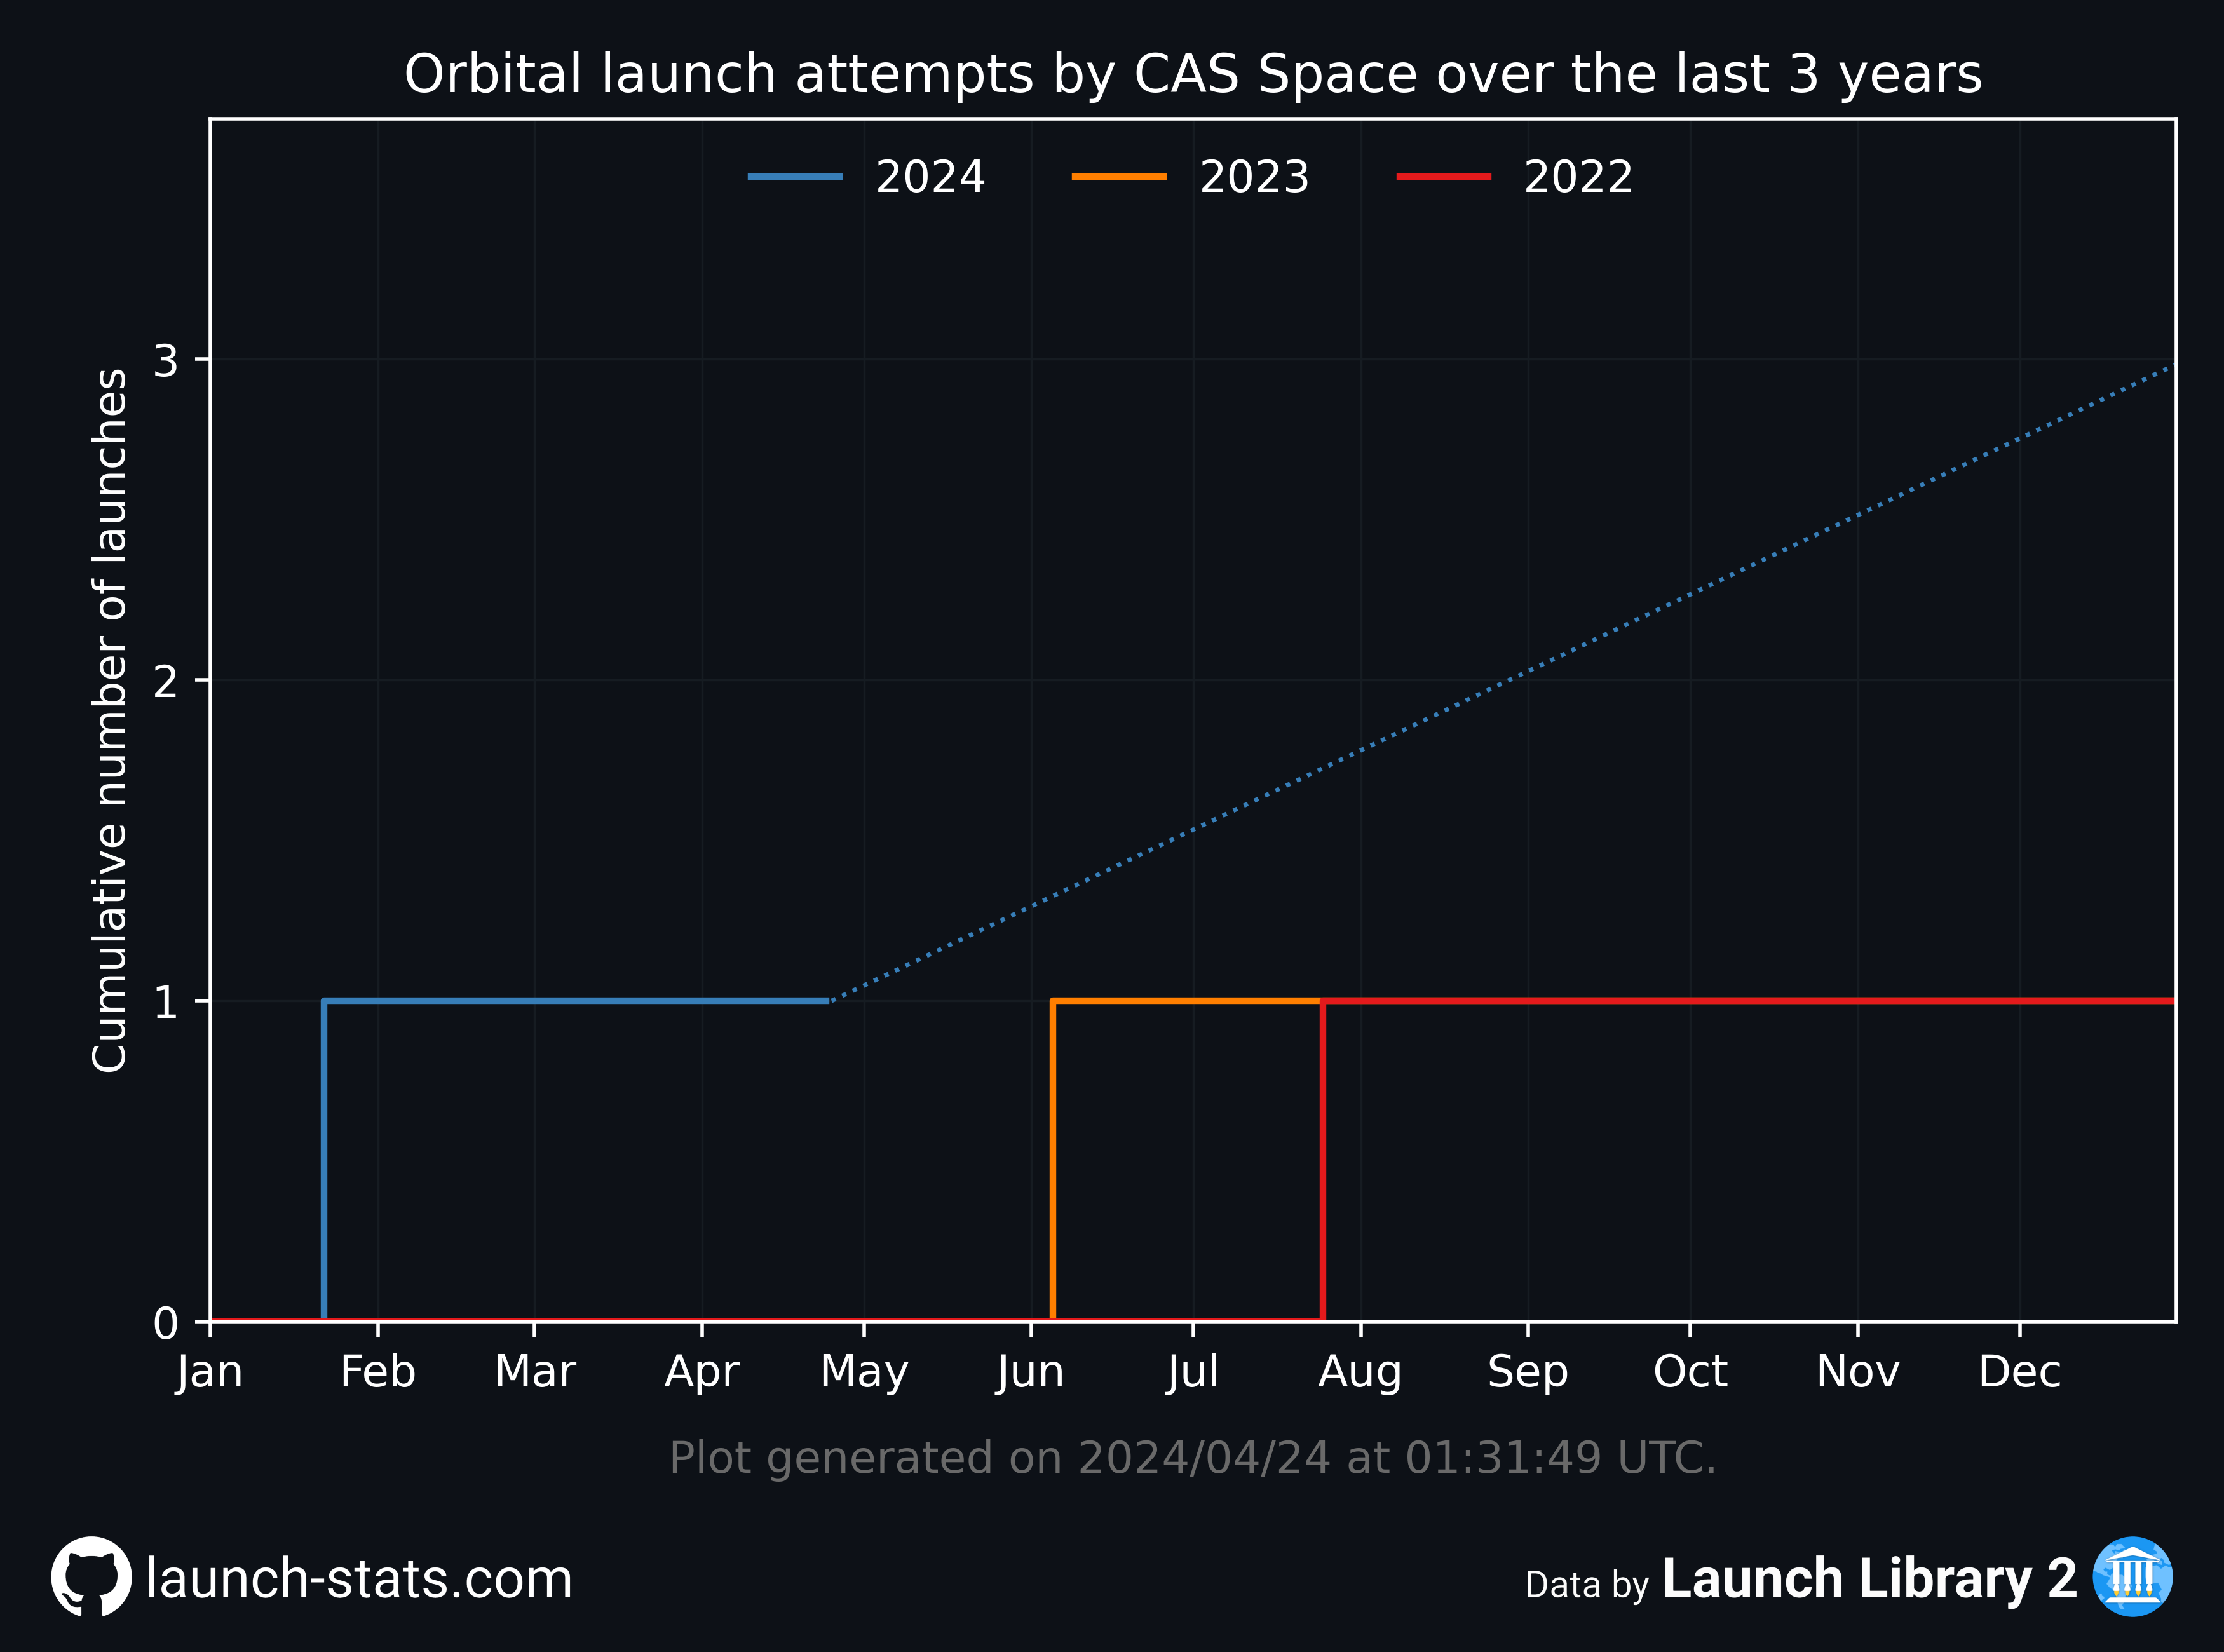 Orbital launch attempts by CAS Space over the last 3 years
2024 2023 2022
Cumulative number of launches
3
2
1
0
Jan Feb Mar Apr May Jun Jul Aug Sep Oct Nov Dec
Plot generated on 2024/04/24 at 01:31:49 UTC.
launch-stats.com
Data by Launch Library 2